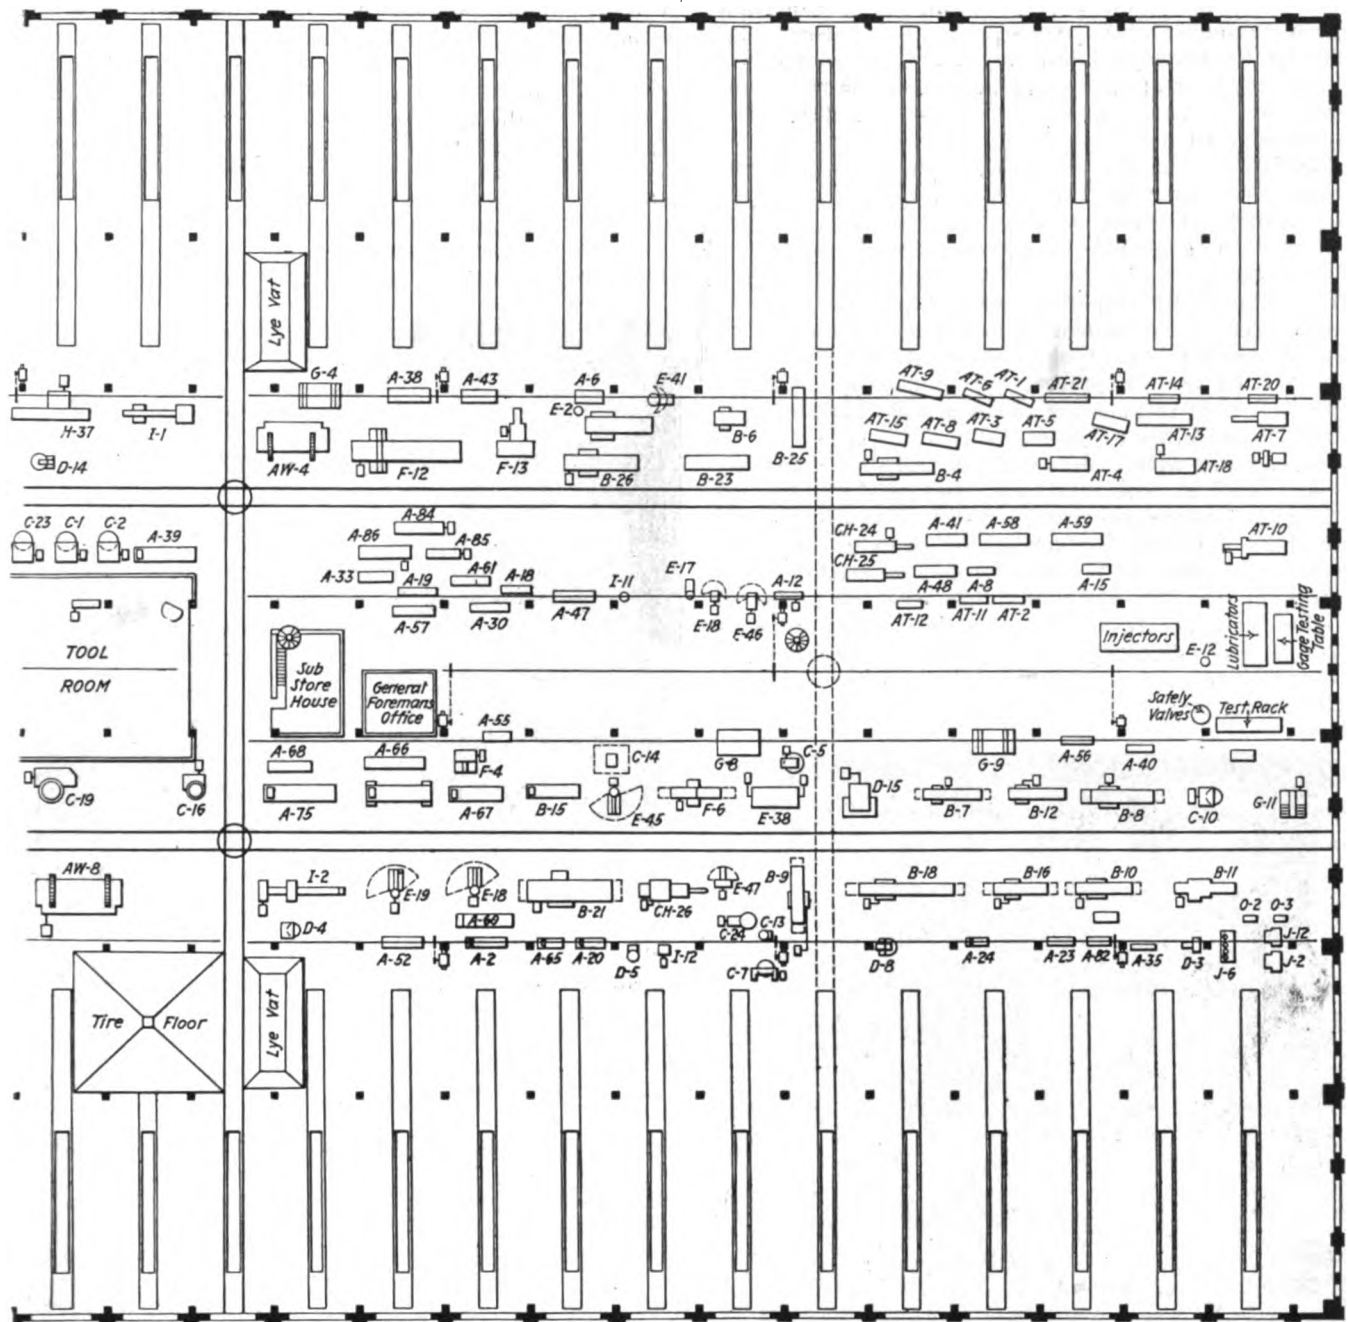 Lye Vat
G-4
A-38
A-43
A-6
E-41
AT-9
AT-6
AT-1
AT-21
AT-14
AT-20
E-2
H-37
I-1
B-6
AT-15
AT-8
AT-3
AT-5
AT-17
AT-13
AT-7
D-14
AW-4
F-12
F-13
B-26
B-23
B-25
B-4
AT-4
AT-18
C-23
C-1
C-2
A-39
A-84
A-86
A-85
CH-24
A-41
A-58
A-59
AT-10
A-33
A-19
A-61
A-18
I-11
E-17
A-12
CH-25
A-48
A-8
A-15
A-57
A-30
A-47
E-18
E-46
AT-12
AT-11
AT-2
TOOL
ROOM
Sub
Store
House
General
Foremans
Office
Injectors
E-12
Lubricators
Gage Testing
Table
Safely
Valves
Test Rack
A-55
A-68
A-66
F-4
C-14
G-8
C-5
G-9
A-56
A-40
C-19
C-16
A-75
A-67
B-15
E-45
F-6
E-38
D-15
B-7
B-12
B-8
C-10
G-11
AW-8
I-2
E-19
E-18
B-21
CH-26
E-47
B-9
B-18
B-16
B-10
B-11
D-4
A-60
C-24
C-13
O-2
O-3
A-52
A-2
A-65
A-20
D-5
I-12
C-7
D-8
A-24
A-23
A-82
A-35
D-3
J-6
J-12
J-2
Tire Floor
Lye Vat